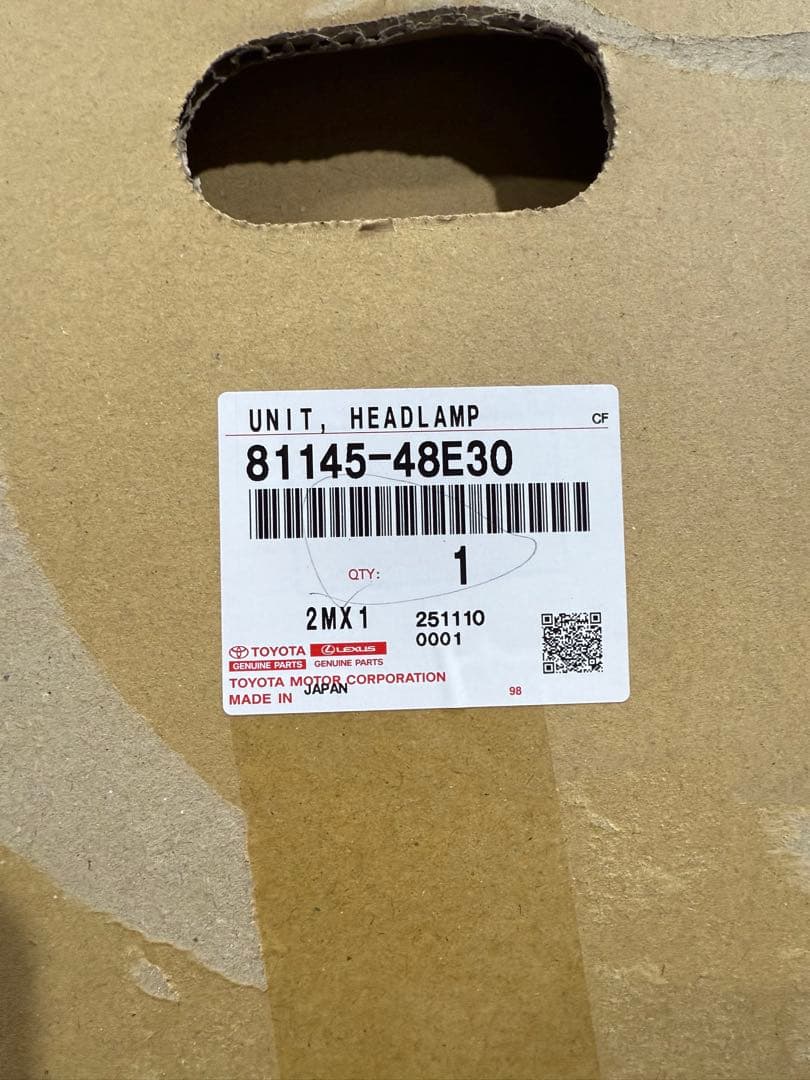 UNIT, HEADLAMP
CF
81145-48E30
QTY: 1
2MX1
251110
0001
TOYOTA LEXUS
GENUINE PARTS GENUINE PARTS
TOYOTA MOTOR CORPORATION
MADE IN JAPAN
98